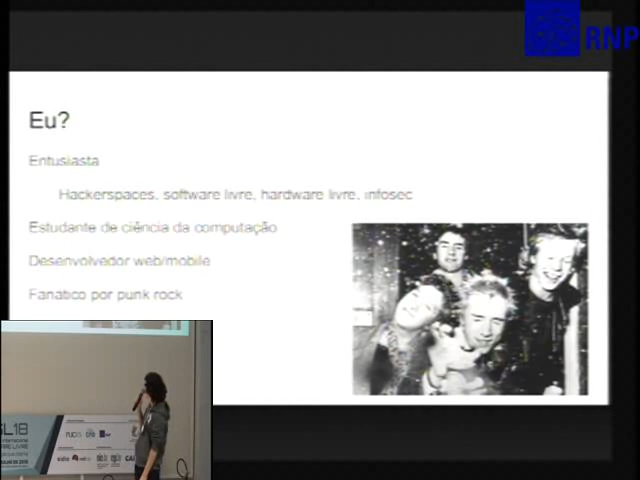 RNP
Eu?
Entusiasta
Hackerspaces, software livre, hardware livre, infosec
Estudante de ciência da computação
Desenvolvedor web/mobile
Fanático por punk rock
SL18